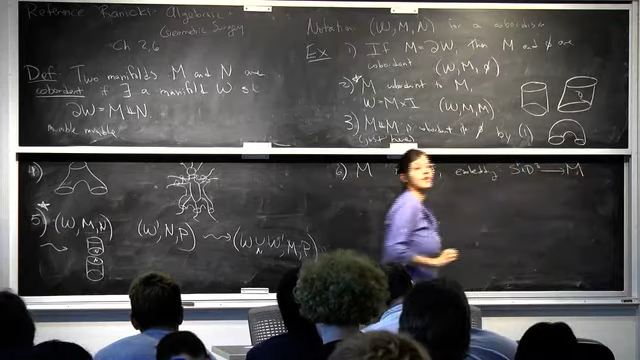 Reference Ranicki Algebraic
Geometric Surgery
Ch 2, 6
Def: Two manifolds M and N are
cobordant if ∃ a manifold W st
∂W = M ⊔ N.
Notation: (W, M, N) for a cobordism
Ex 1) If M = ∂W, then M and ∅ are
cobordant (W, M, ∅)
2) M cobordant to M.
W = M × I (W, M, M)
3) M ⊔ M is cobordant to ∅ by (1)
4)
5) (W, M, N) (W', N, P) ⇝ (W ∪ W', M, P)
N
6) M embedding S D → M